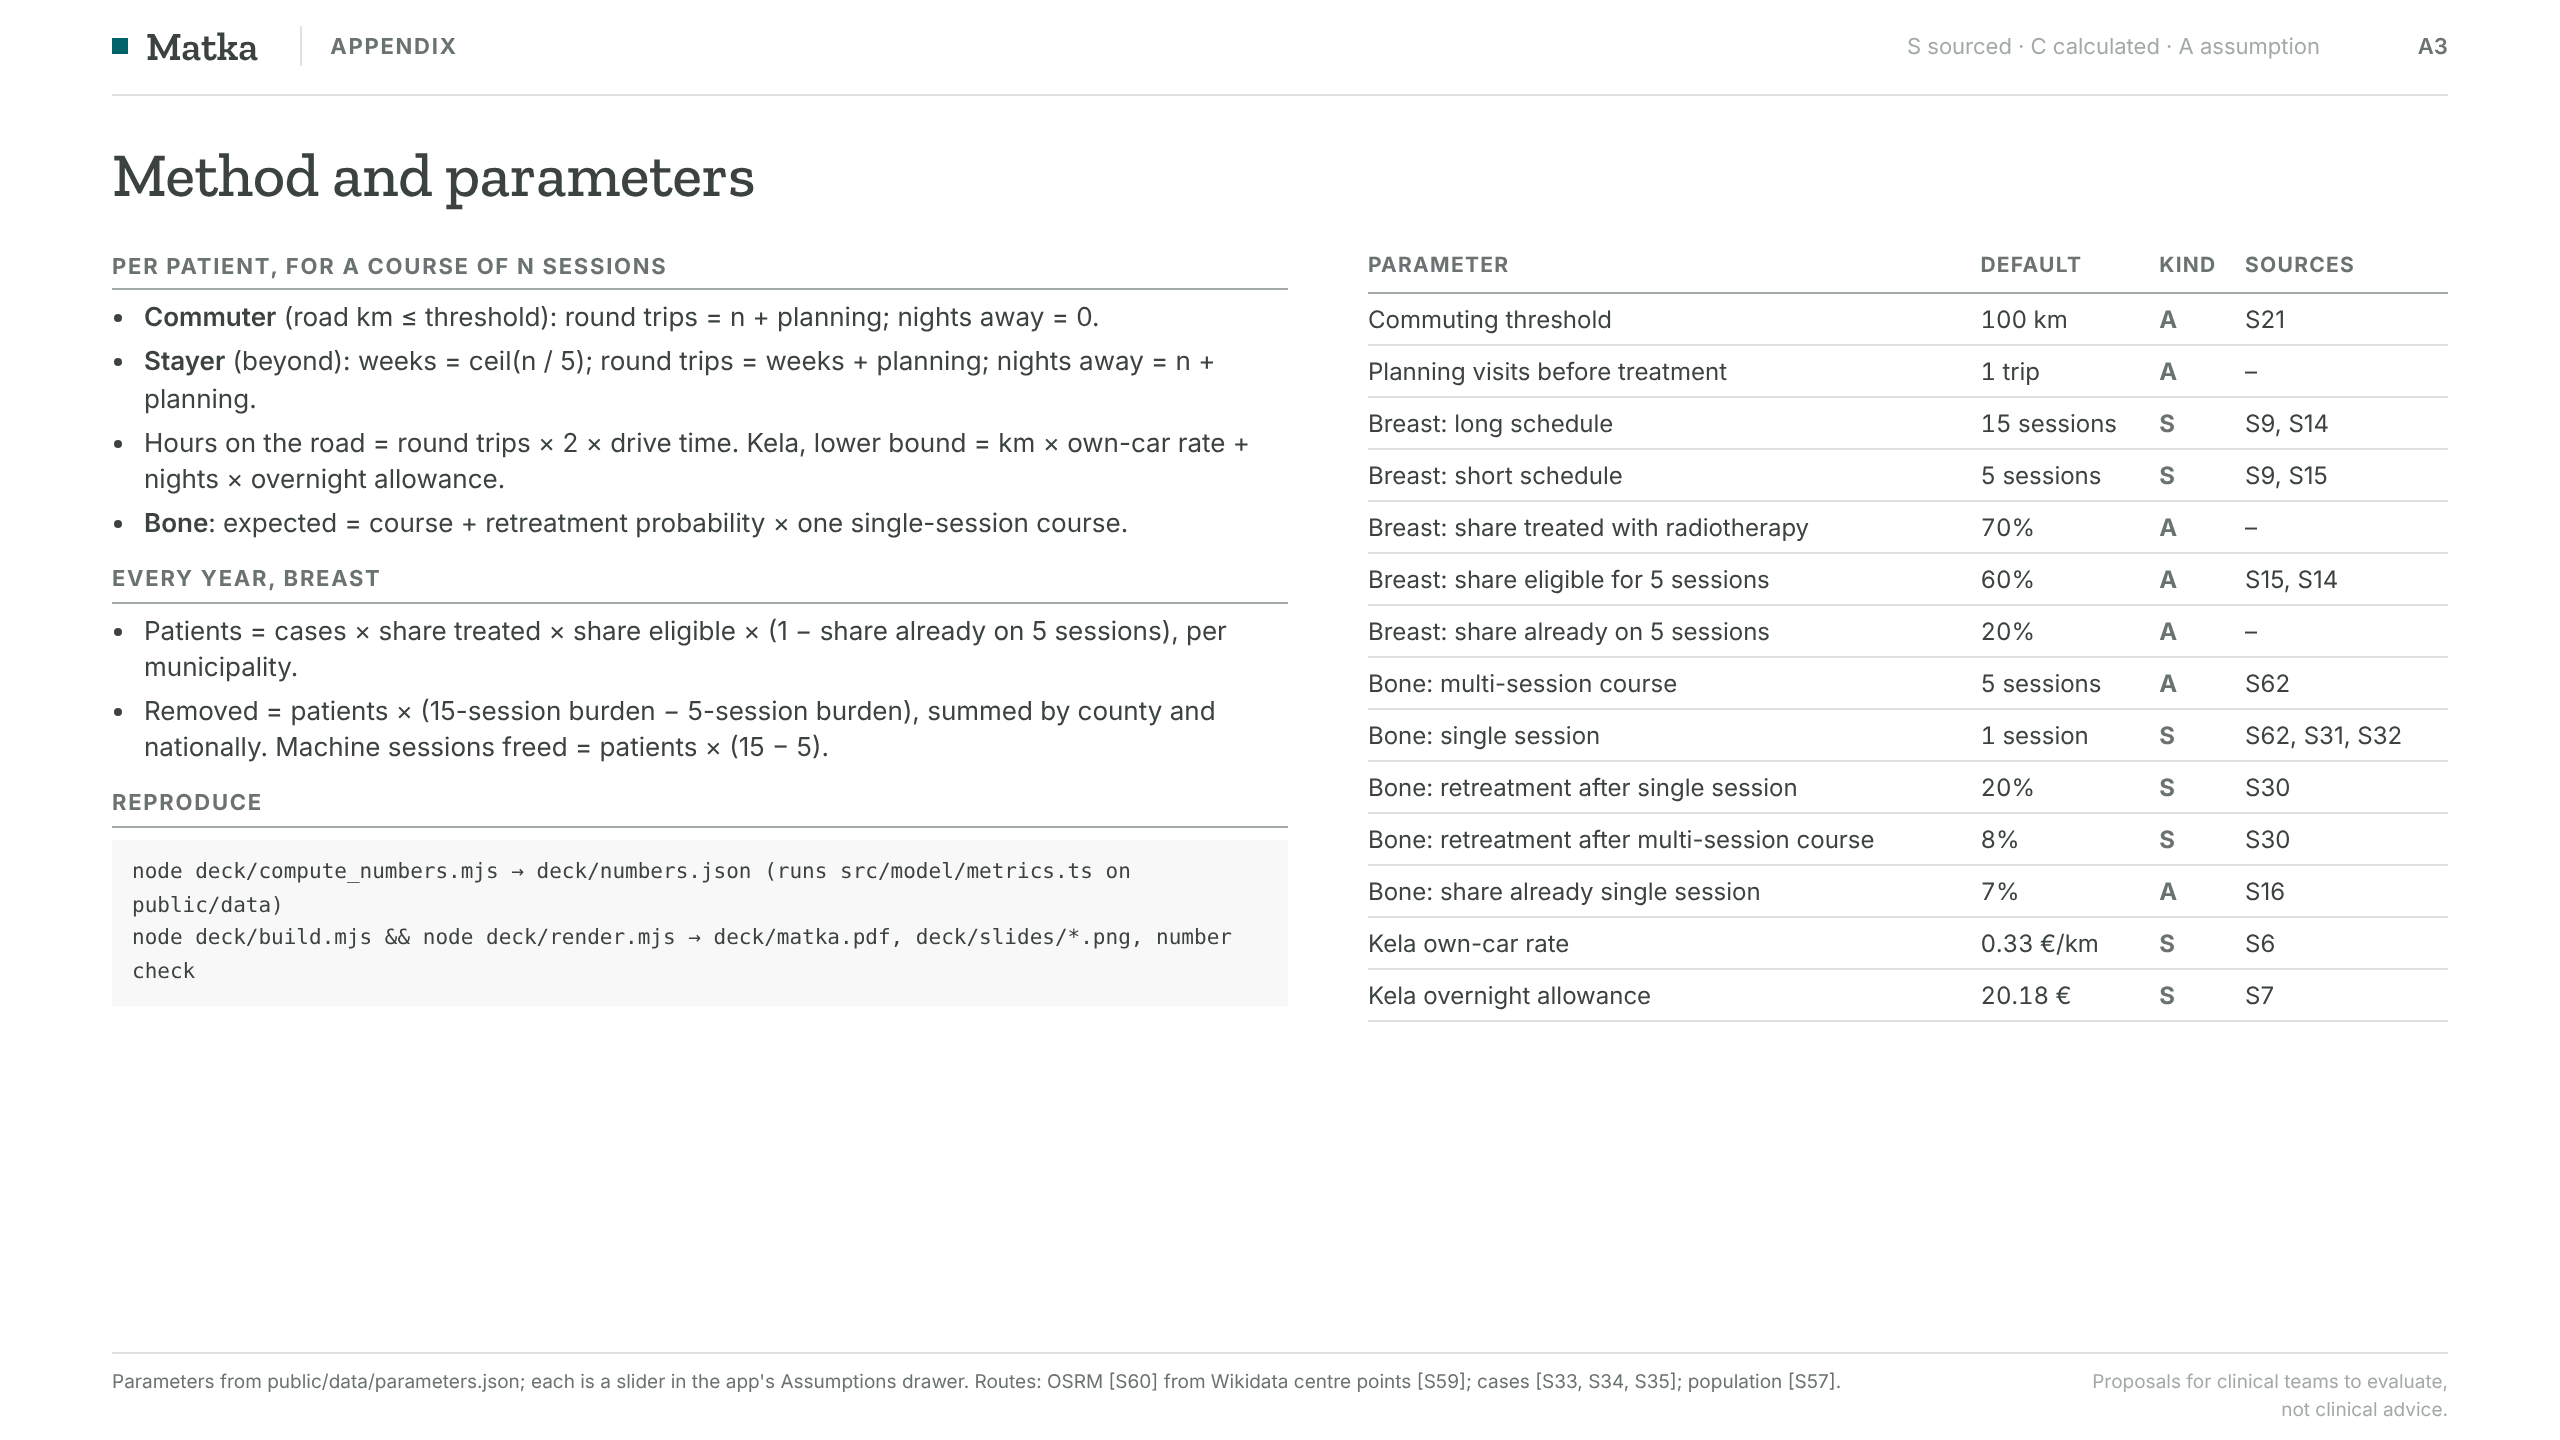 Matka
APPENDIX
S sourced · C calculated · A assumption
A3
Method and parameters
PER PATIENT, FOR A COURSE OF N SESSIONS
• Commuter (road km ≤ threshold): round trips = n + planning; nights away = 0.
• Stayer (beyond): weeks = ceil(n / 5); round trips = weeks + planning; nights away = n +
planning.
• Hours on the road = round trips × 2 × drive time. Kela, lower bound = km × own-car rate +
nights × overnight allowance.
• Bone: expected = course + retreatment probability × one single-session course.
EVERY YEAR, BREAST
• Patients = cases × share treated × share eligible × (1 − share already on 5 sessions), per
municipality.
• Removed = patients × (15-session burden − 5-session burden), summed by county and
nationally. Machine sessions freed = patients × (15 − 5).
REPRODUCE
node deck/compute_numbers.mjs → deck/numbers.json (runs src/model/metrics.ts on
public/data)
node deck/build.mjs && node deck/render.mjs → deck/matka.pdf, deck/slides/*.png, number
check
PARAMETER DEFAULT KIND SOURCES
Commuting threshold 100 km A S21
Planning visits before treatment 1 trip A –
Breast: long schedule 15 sessions S S9, S14
Breast: short schedule 5 sessions S S9, S15
Breast: share treated with radiotherapy 70% A –
Breast: share eligible for 5 sessions 60% A S15, S14
Breast: share already on 5 sessions 20% A –
Bone: multi-session course 5 sessions A S62
Bone: single session 1 session S S62, S31, S32
Bone: retreatment after single session 20% S S30
Bone: retreatment after multi-session course 8% S S30
Bone: share already single session 7% A S16
Kela own-car rate 0.33 €/km S S6
Kela overnight allowance 20.18 € S S7
Parameters from public/data/parameters.json; each is a slider in the app's Assumptions drawer. Routes: OSRM [S60] from Wikidata centre points [S59]; cases [S33, S34, S35]; population [S57].
Proposals for clinical teams to evaluate,
not clinical advice.